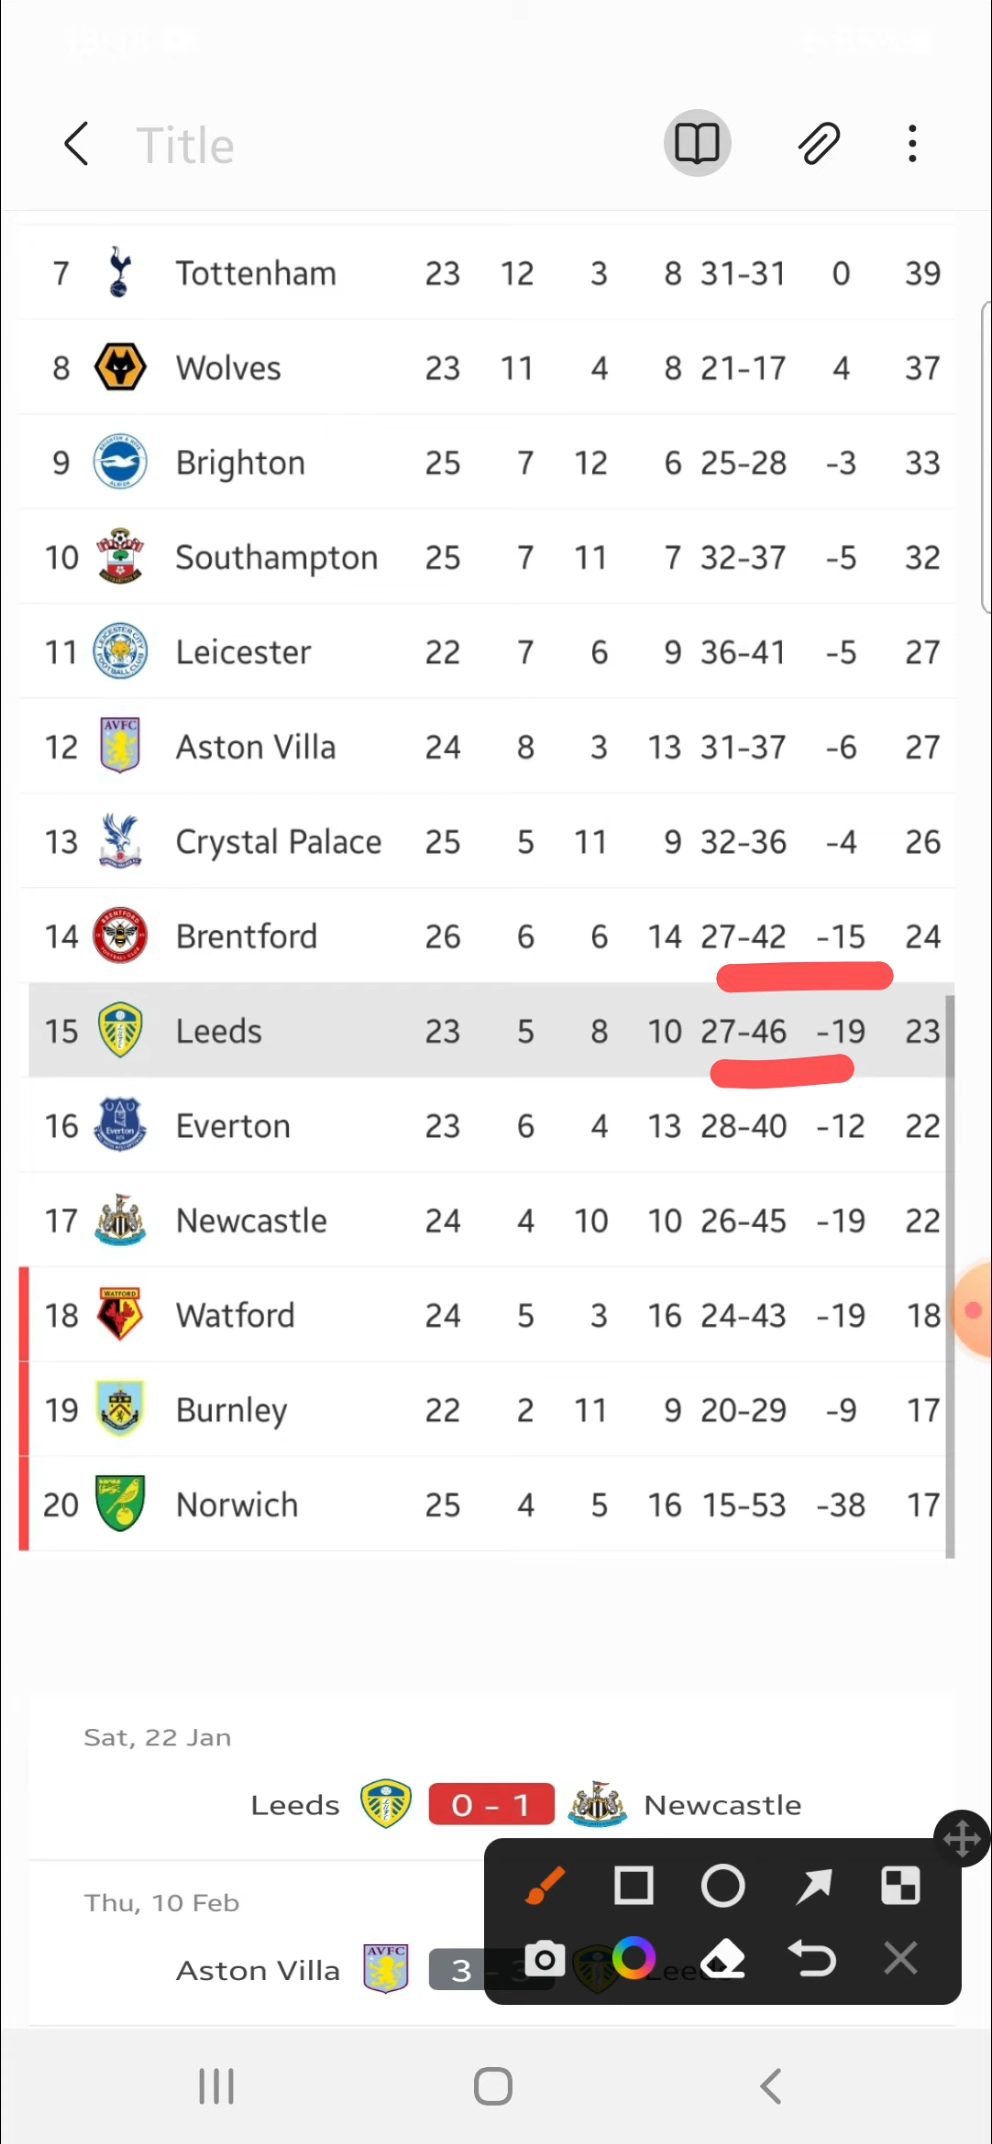 Title
7 Tottenham 23 12 3 8 31-31 0 39
8 Wolves 23 11 4 8 21-17 4 37
9 Brighton 25 7 12 6 25-28 -3 33
10 Southampton 25 7 11 7 32-37 -5 32
11 Leicester 22 7 6 9 36-41 -5 27
12 Aston Villa 24 8 3 13 31-37 -6 27
13 Crystal Palace 25 5 11 9 32-36 -4 26
14 Brentford 26 6 6 14 27-42 -15 24
15 Leeds 23 5 8 10 27-46 -19 23
16 Everton 23 6 4 13 28-40 -12 22
17 Newcastle 24 4 10 10 26-45 -19 22
18 Watford 24 5 3 16 24-43 -19 18
19 Burnley 22 2 11 9 20-29 -9 17
20 Norwich 25 4 5 16 15-53 -38 17
Sat, 22 Jan
Leeds 0 - 1 Newcastle
Thu, 10 Feb
Aston Villa 3 - 3 Leeds